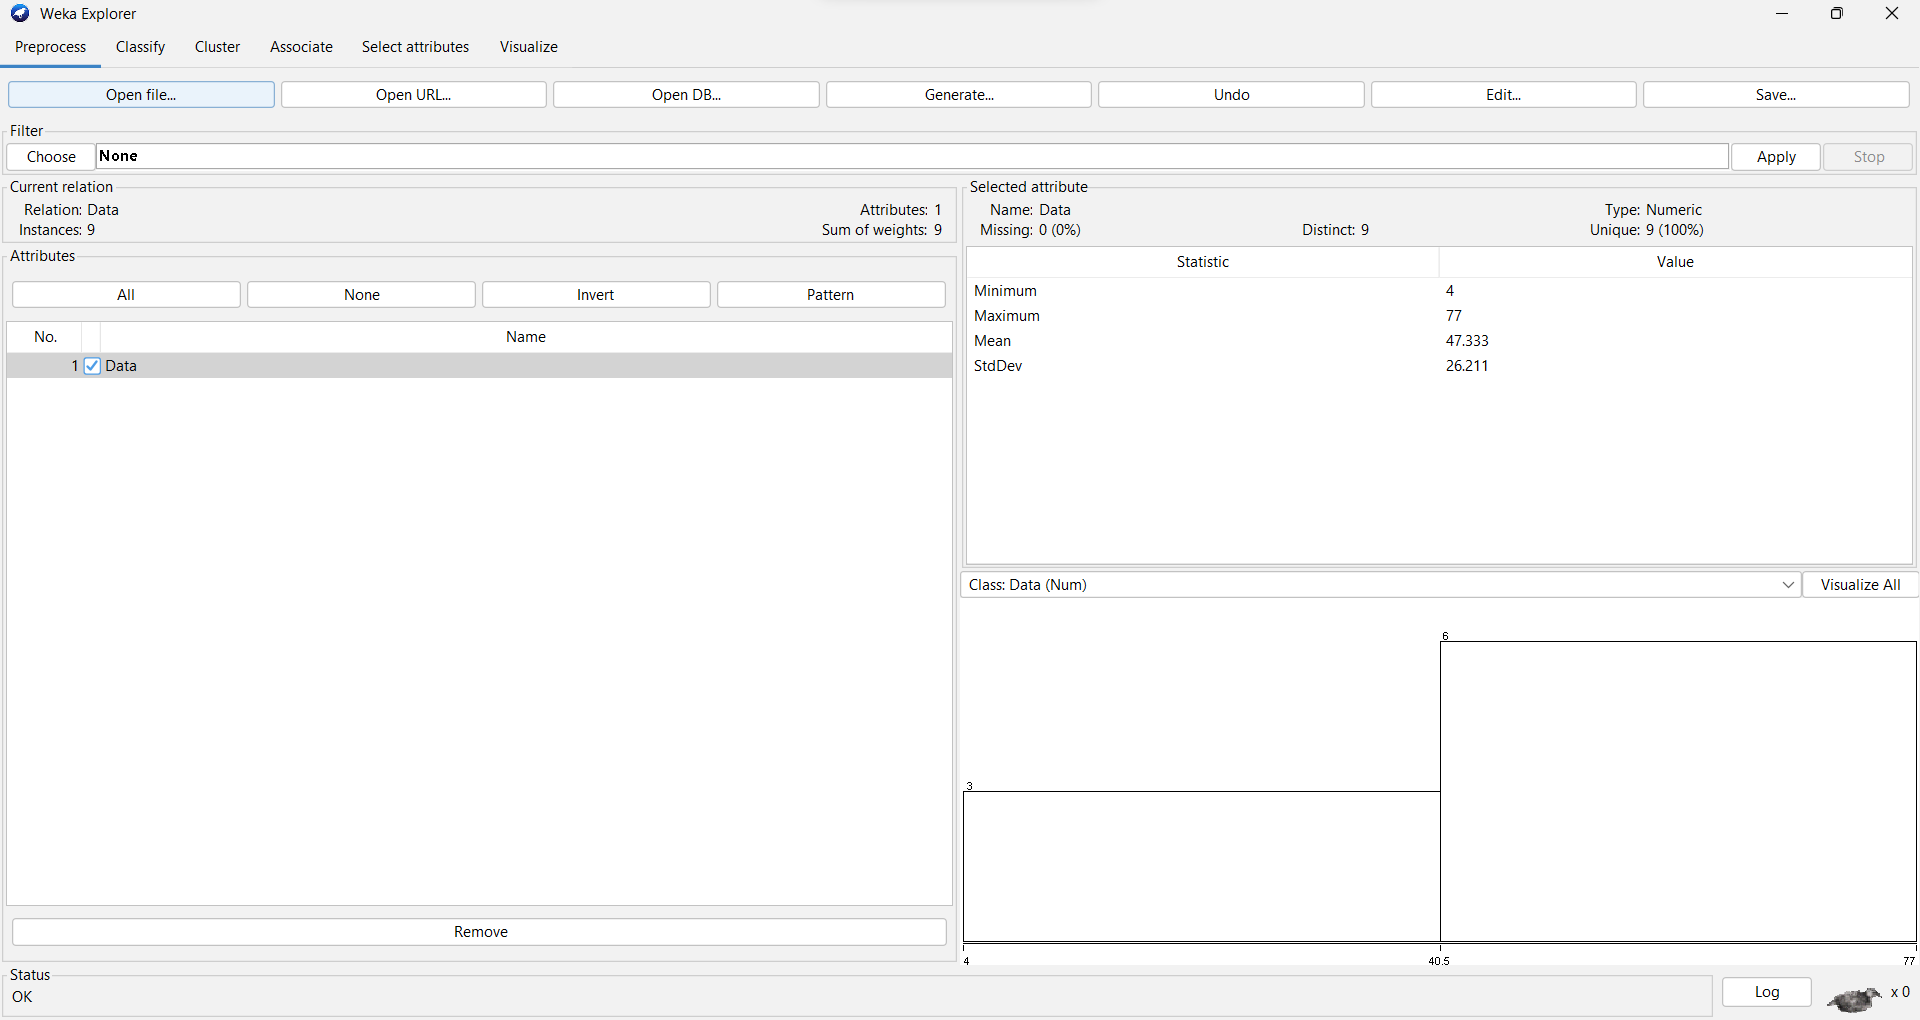 Weka Explorer
Preprocess Classify Cluster Associate Select attributes Visualize
Open file... Open URL... Open DB... Generate... Undo Edit... Save...
Filter
Choose None Apply Stop
Current relation
Relation: Data Attributes: 1
Instances: 9 Sum of weights: 9
Attributes
All None Invert Pattern
No. Name
1 Data
Remove
Selected attribute
Name: Data Type: Numeric
Missing: 0 (0%) Distinct: 9 Unique: 9 (100%)
Statistic Value
Minimum 4
Maximum 77
Mean 47.333
StdDev 26.211
Class: Data (Num) Visualize All
6
3
4 40.5 77
Status
OK
Log x 0